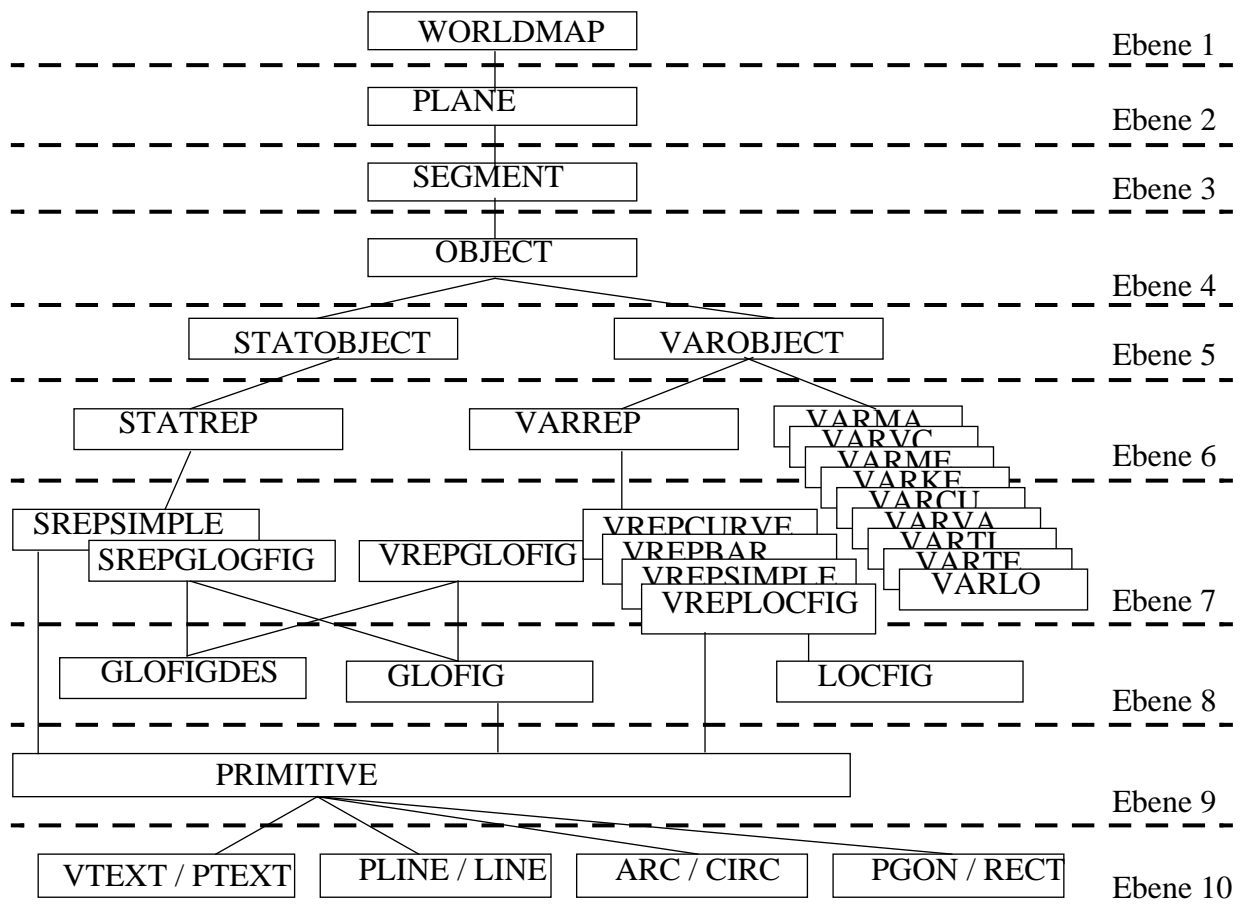 WORLDMAP
Ebene 1
PLANE
Ebene 2
SEGMENT
Ebene 3
OBJECT
Ebene 4
STATOBJECT
VAROBJECT
Ebene 5
STATREP
VARREP
VARMA
VARVC
VARME
VARKE
VARCU
VARVA
VARTI
VARTE
VARLO
Ebene 6
SREPSIMPLE
SREPGLOGFIG
VREPGLOFIG
VREPCURVE
VREPBAR
VREPSIMPLE
VREPLOCFIG
Ebene 7
GLOFIGDES
GLOFIG
LOCFIG
Ebene 8
PRIMITIVE
Ebene 9
VTEXT / PTEXT
PLINE / LINE
ARC / CIRC
PGON / RECT
Ebene 10